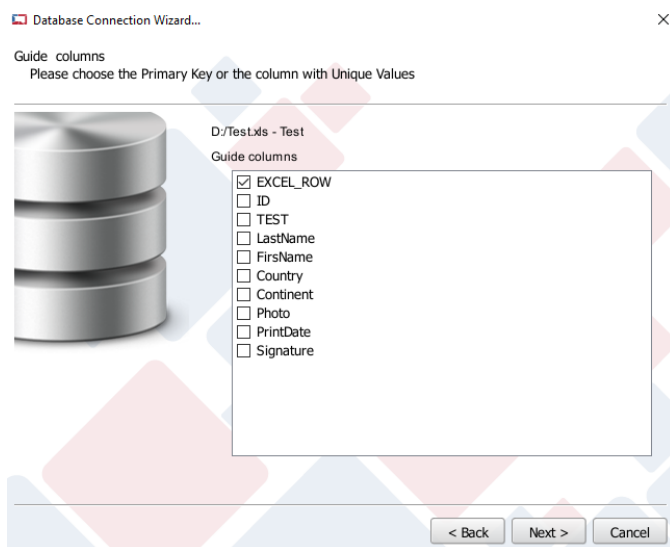 Database Connection Wizard...
Guide columns
Please choose the Primary Key or the column with Unique Values
D:/Test.xls - Test
Guide columns
EXCEL_ROW
ID
TEST
LastName
FirsName
Country
Continent
Photo
PrintDate
Signature
< Back Next > Cancel